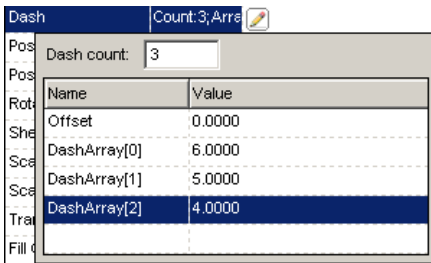 Dash Count:3;Arra
Pos Dash count: 3
Pos
Rota Name Value
Offset 0.0000
She
DashArray[0] 6.0000
Sca
DashArray[1] 5.0000
Sca
DashArray[2] 4.0000
Tra
Fill